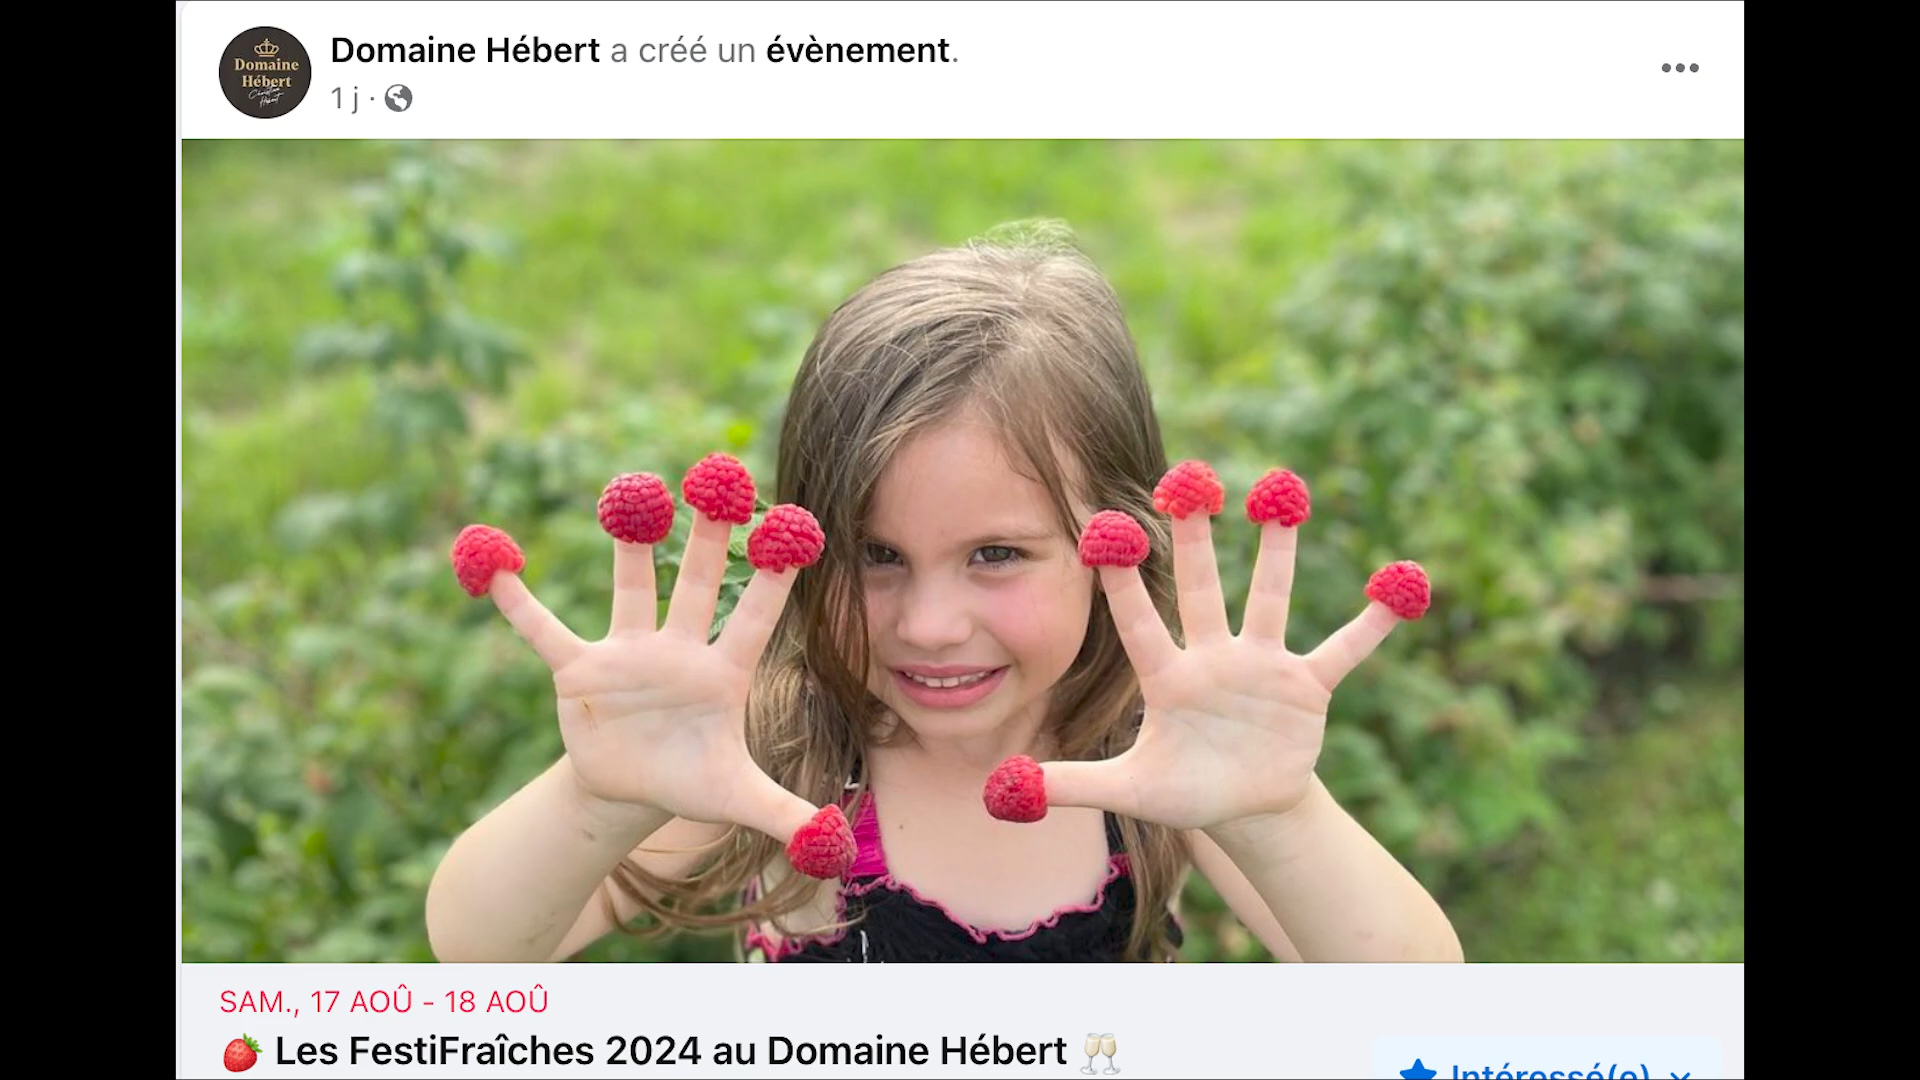 Domaine
Hébert
Domaine Hébert a créé un évènement.
1 j ·
SAM., 17 AOÛ - 18 AOÛ
Les FestiFraîches 2024 au Domaine Hébert
Intéressé(e)